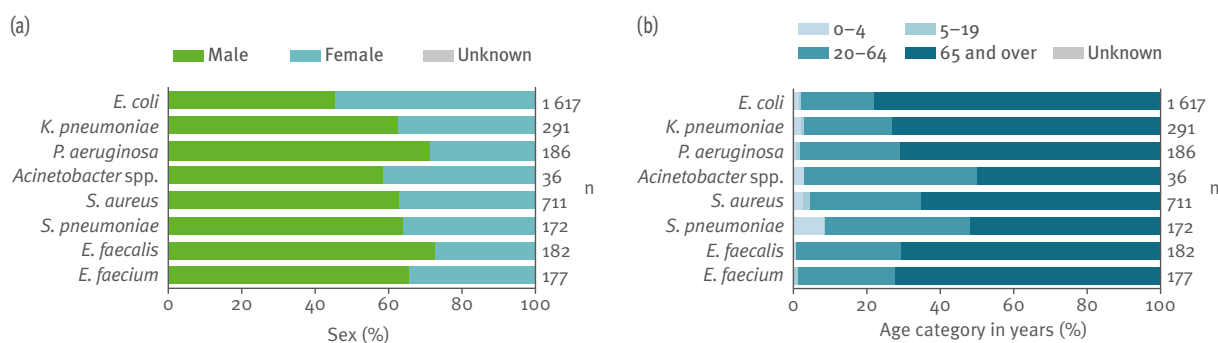 (a)
Male Female Unknown
E. coli 1 617
K. pneumoniae 291
P. aeruginosa 186
Acinetobacter spp. 36
n
S. aureus 711
S. pneumoniae 172
E. faecalis 182
E. faecium 177
0 20 40 60 80 100
Sex (%)
(b)
0–4 5–19
20–64 65 and over Unknown
E. coli 1 617
K. pneumoniae 291
P. aeruginosa 186
Acinetobacter spp. 36
n
S. aureus 711
S. pneumoniae 172
E. faecalis 182
E. faecium 177
0 20 40 60 80 100
Age category in years (%)